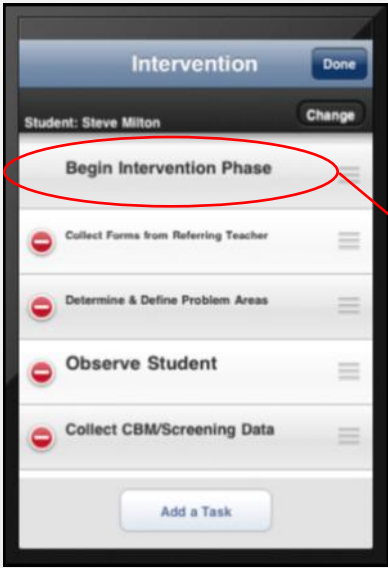 Intervention
Done
Student: Steve Milton
Change
Begin Intervention Phase
Collect Forms from Referring Teacher
Determine & Define Problem Areas
Observe Student
Collect CBM/Screening Data
Add a Task